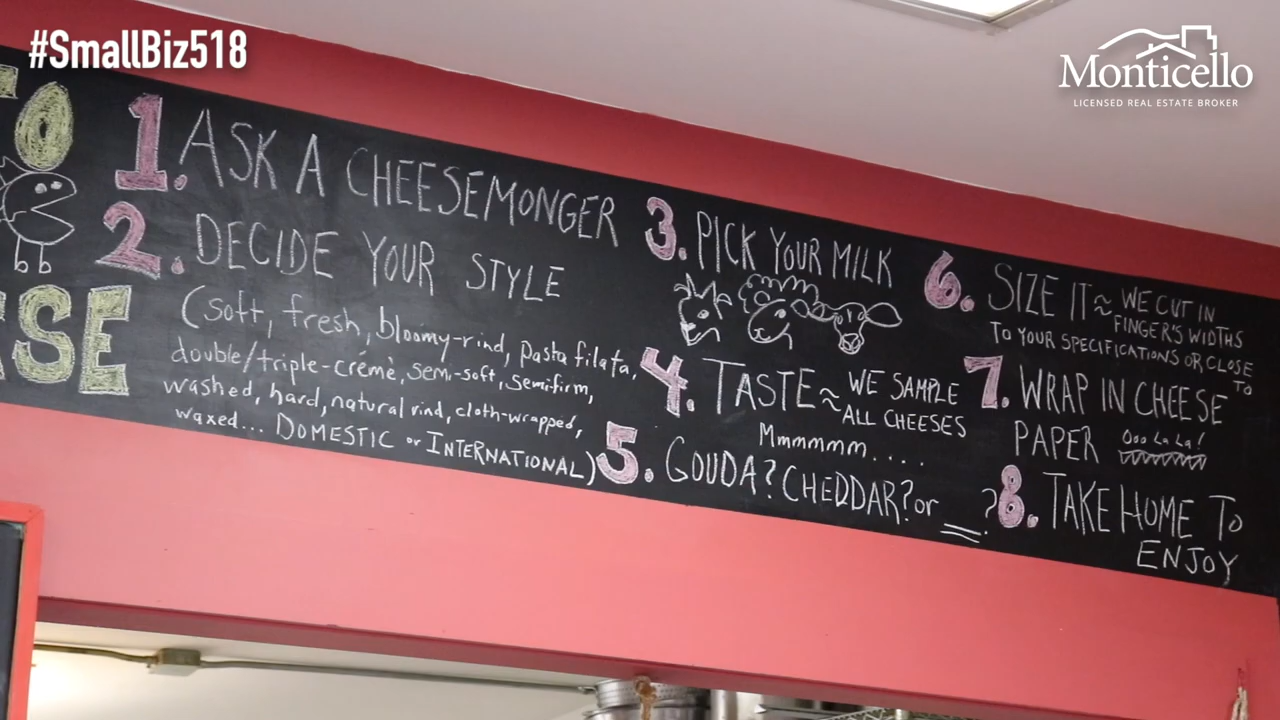 #SmallBiz518
Monticello
LICENSED REAL ESTATE BROKER
TO
SE
1. ASK A CHEESEMONGER
2. DECIDE YOUR STYLE
(soft, fresh, bloomy-rind, pasta filata,
double/triple-créme, semi-soft, semifirm,
washed, hard, natural rind, cloth-wrapped,
waxed... DOMESTIC or INTERNATIONAL)
3. PICK YOUR MILK
4. TASTE ~ WE SAMPLE
ALL CHEESES
Mmmmmm....
5. GOUDA? CHEDDAR? or __?
6. SIZE IT ~ WE CUT IN
FINGER'S WIDTHS
TO YOUR SPECIFICATIONS OR CLOSE
TO
7. WRAP IN CHEESE
PAPER Ooo La La!
8. TAKE HOME TO
ENJOY